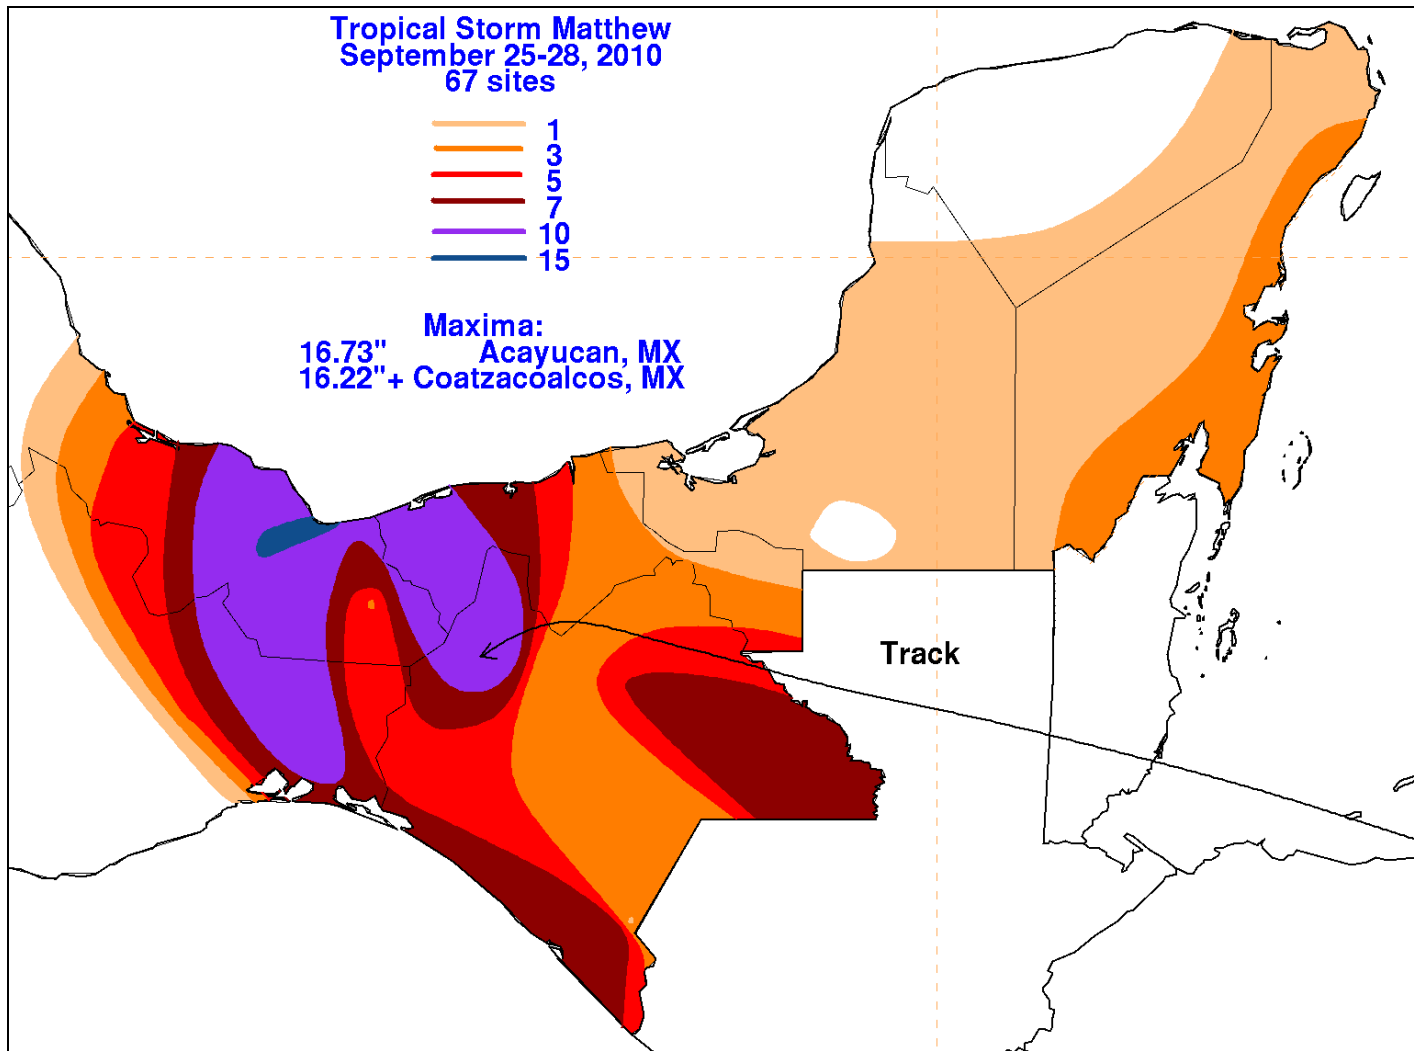 Tropical Storm Matthew
September 25-28, 2010
67 sites
1
3
5
7
10
15
Maxima:
16.73" Acayucan, MX
16.22"+ Coatzacoalcos, MX
Track